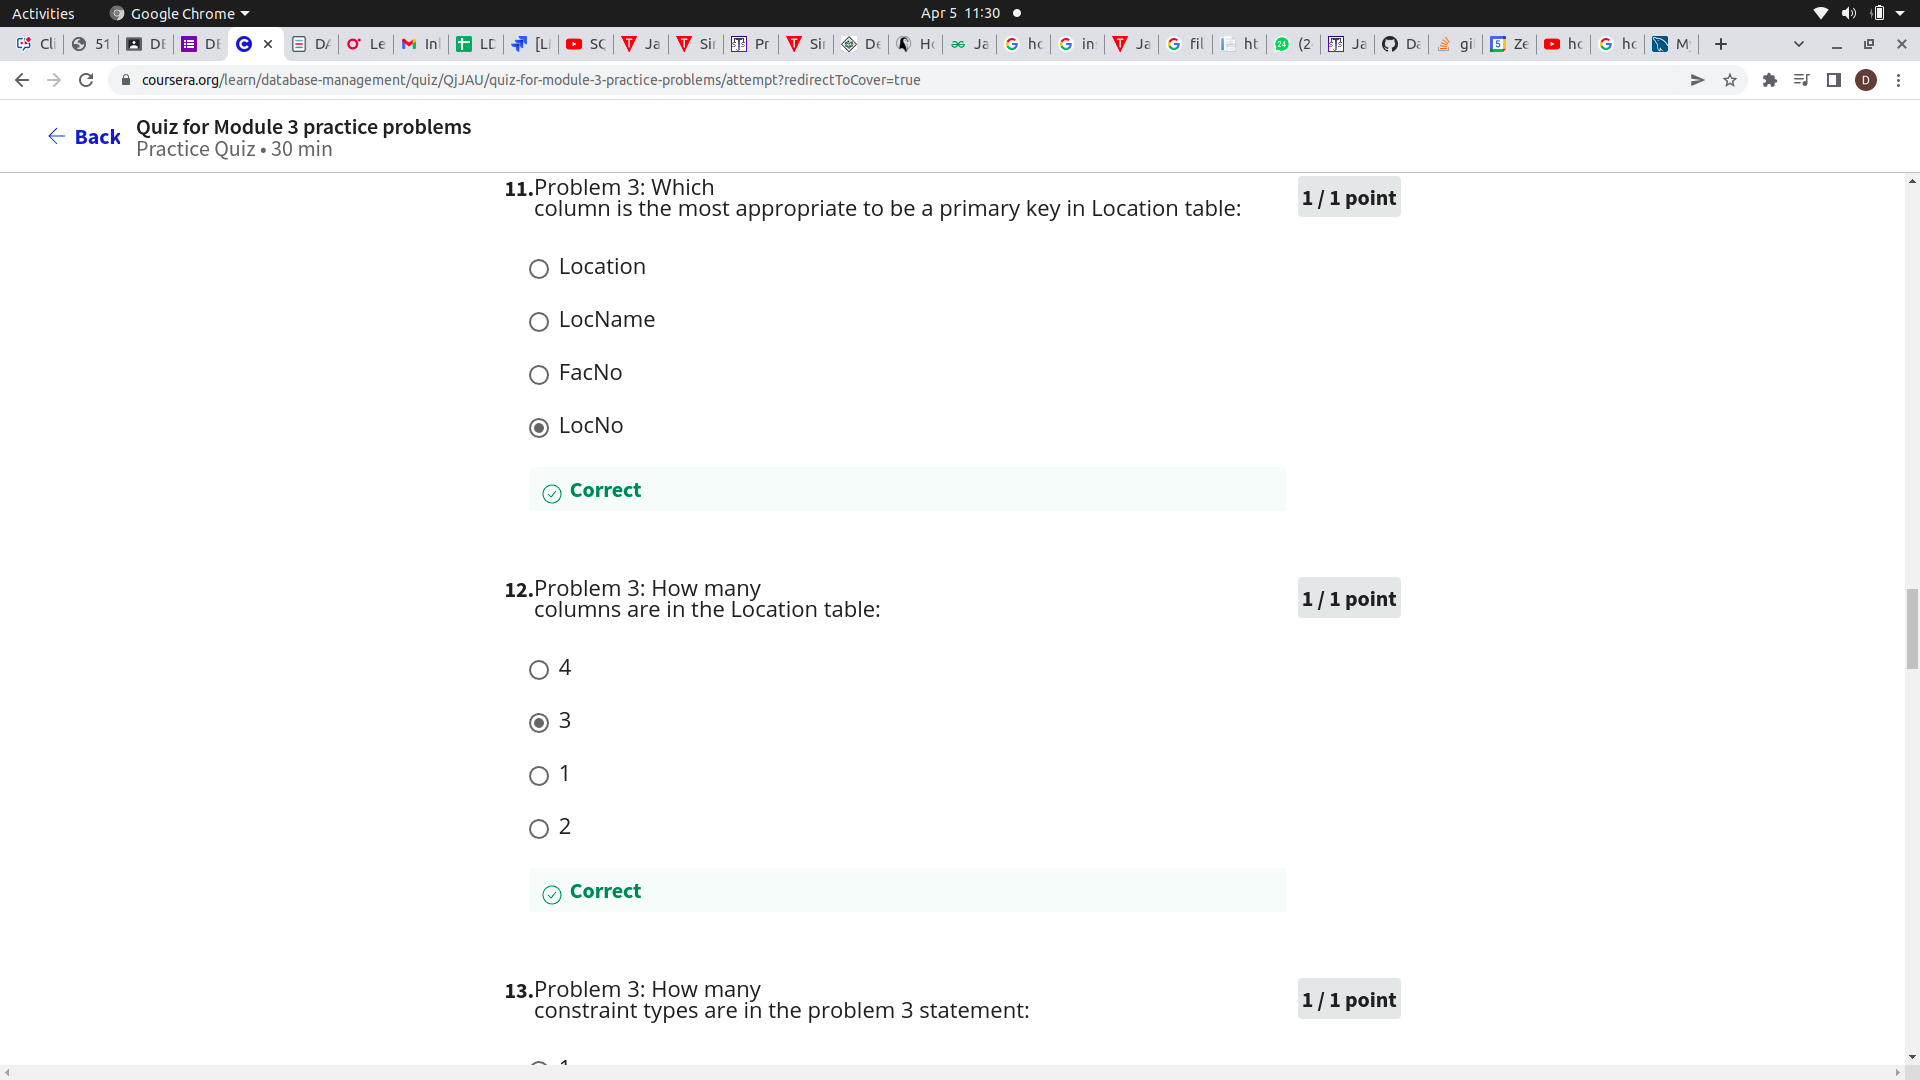 Activities
Google Chrome
Apr 5 11:30
Cli
51
DE
DE
DA
Le
In
LD
[LI
SQ
Ja
Sir
Pr
Sir
De
Ho
Ja
hc
in
Ja
fil
ht
(2
Ja
Da
gi
Ze
hc
hc
M
coursera.org/learn/database-management/quiz/QjJAU/quiz-for-module-3-practice-problems/attempt?redirectToCover=true
D
Back
Quiz for Module 3 practice problems
Practice Quiz • 30 min
11. Problem 3: Which
column is the most appropriate to be a primary key in Location table:
1 / 1 point
Location
LocName
FacNo
LocNo
Correct
12. Problem 3: How many
columns are in the Location table:
1 / 1 point
4
3
1
2
Correct
13. Problem 3: How many
constraint types are in the problem 3 statement:
1 / 1 point